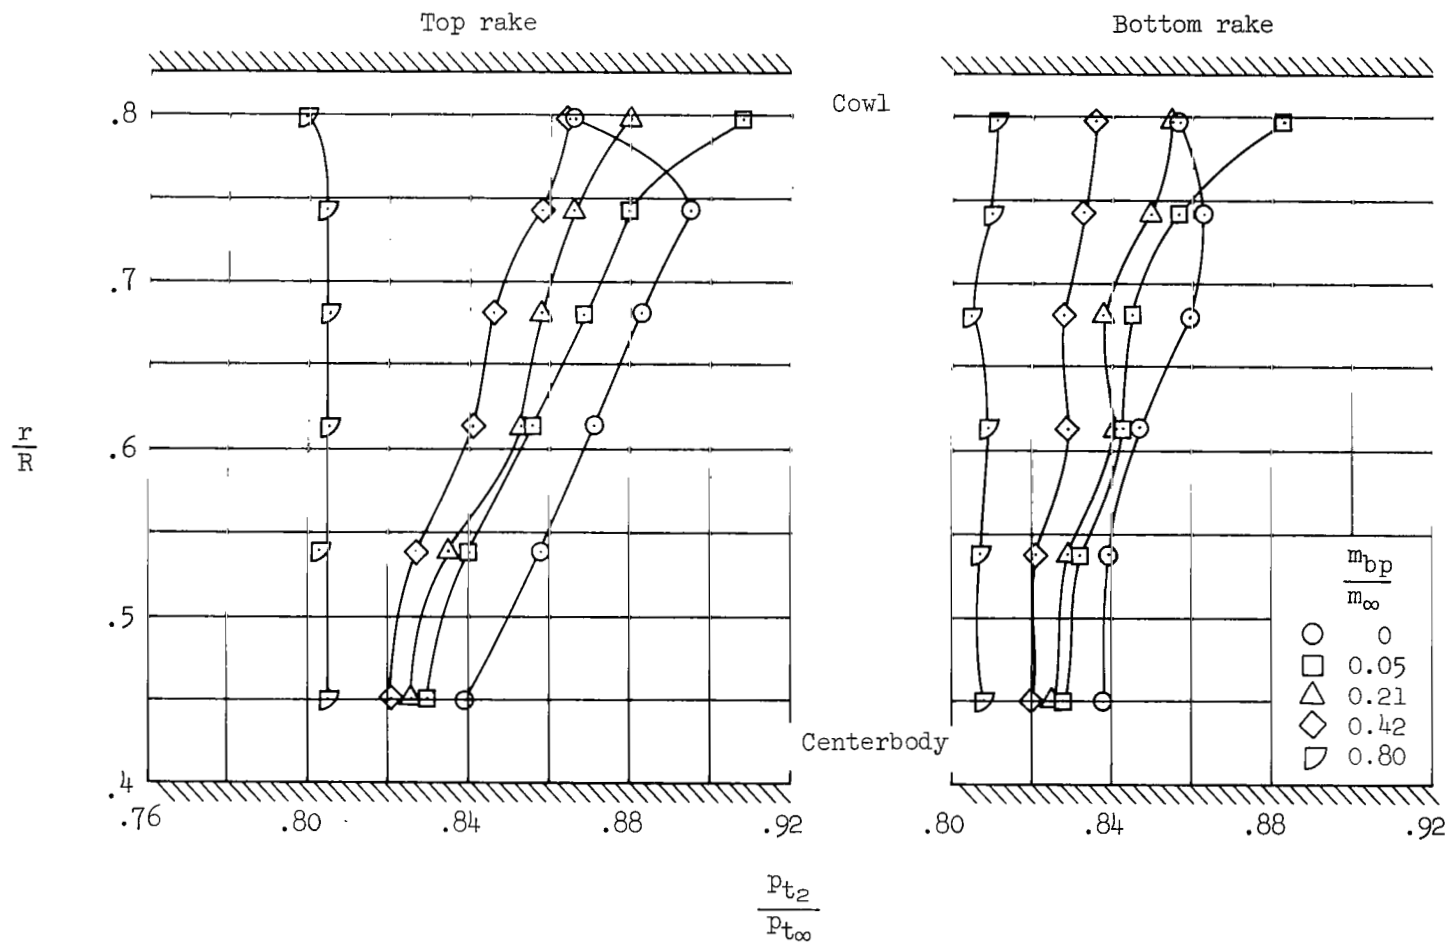 Top rake
Bottom rake
Cowl
.8
.7
r/R
.6
.5
.4
Centerbody
m_bp/m_∞
0
0.05
0.21
0.42
0.80
.76 .80 .84 .88 .92
.80 .84 .88 .92
p_t2/p_t∞